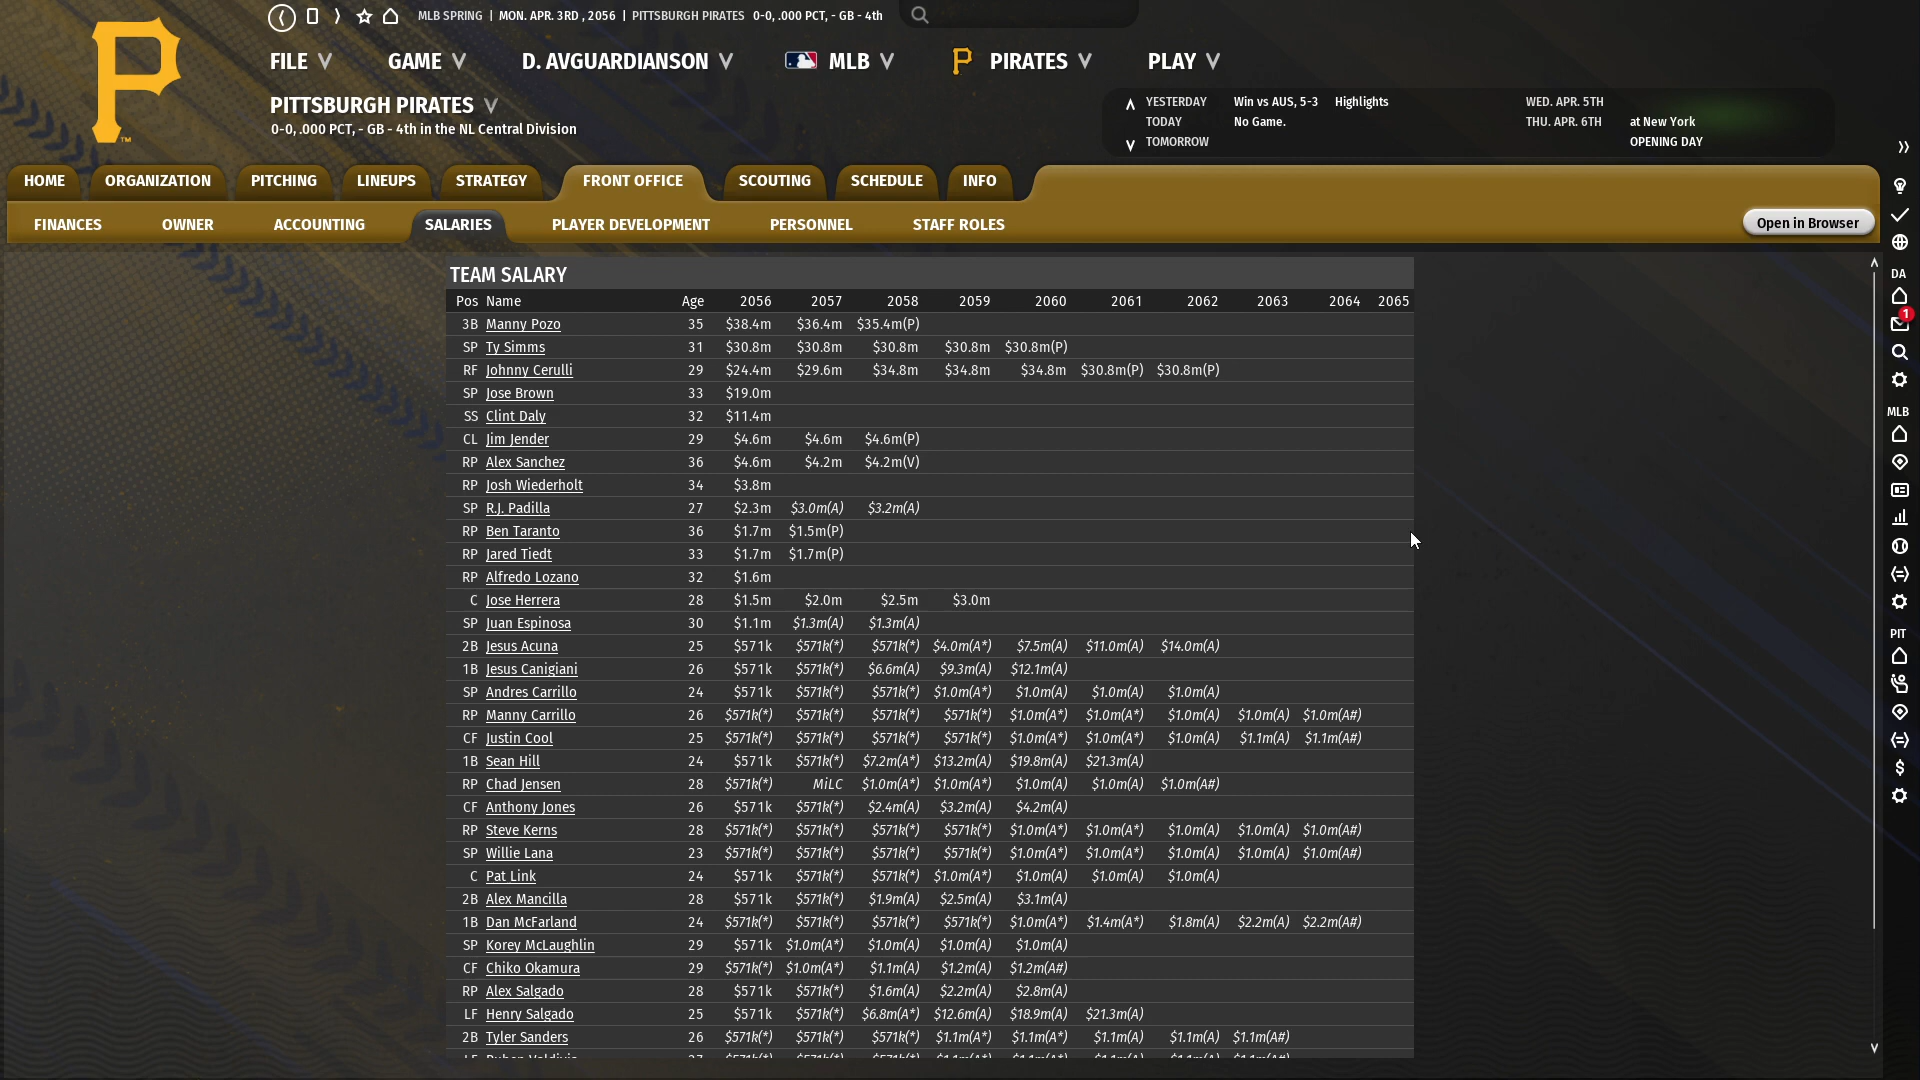 MLB SPRING | MON. APR. 3RD , 2056 | PITTSBURGH PIRATES 0-0, .000 PCT, - GB - 4th
FILE GAME D. AVGUARDIANSON MLB PIRATES PLAY
P
TM
PITTSBURGH PIRATES
0-0, .000 PCT, - GB - 4th in the NL Central Division
YESTERDAY Win vs AUS, 5-3 Highlights WED. APR. 5TH
TODAY No Game. THU. APR. 6TH at New York
TOMORROW OPENING DAY
HOME ORGANIZATION PITCHING LINEUPS STRATEGY FRONT OFFICE SCOUTING SCHEDULE INFO
FINANCES OWNER ACCOUNTING SALARIES PLAYER DEVELOPMENT PERSONNEL STAFF ROLES Open in Browser
TEAM SALARY
Pos Name Age 2056 2057 2058 2059 2060 2061 2062 2063 2064 2065
3B Manny Pozo 35 $38.4m $36.4m $35.4m(P)
SP Ty Simms 31 $30.8m $30.8m $30.8m $30.8m $30.8m(P)
RF Johnny Cerulli 29 $24.4m $29.6m $34.8m $34.8m $34.8m $30.8m(P) $30.8m(P)
SP Jose Brown 33 $19.0m
SS Clint Daly 32 $11.4m
CL Jim Jender 29 $4.6m $4.6m $4.6m(P)
RP Alex Sanchez 36 $4.6m $4.2m $4.2m(V)
RP Josh Wiederholt 34 $3.8m
SP R.J. Padilla 27 $2.3m $3.0m(A) $3.2m(A)
RP Ben Taranto 36 $1.7m $1.5m(P)
RP Jared Tiedt 33 $1.7m $1.7m(P)
RP Alfredo Lozano 32 $1.6m
C Jose Herrera 28 $1.5m $2.0m $2.5m $3.0m
SP Juan Espinosa 30 $1.1m $1.3m(A) $1.3m(A)
2B Jesus Acuna 25 $571k $571k(*) $571k(*) $4.0m(A*) $7.5m(A) $11.0m(A) $14.0m(A)
1B Jesus Canigiani 26 $571k $571k(*) $6.6m(A) $9.3m(A) $12.1m(A)
SP Andres Carrillo 24 $571k $571k(*) $571k(*) $1.0m(A*) $1.0m(A) $1.0m(A) $1.0m(A)
RP Manny Carrillo 26 $571k(*) $571k(*) $571k(*) $571k(*) $1.0m(A*) $1.0m(A*) $1.0m(A) $1.0m(A) $1.0m(A#)
CF Justin Cool 25 $571k(*) $571k(*) $571k(*) $571k(*) $1.0m(A*) $1.0m(A*) $1.0m(A) $1.1m(A) $1.1m(A#)
1B Sean Hill 24 $571k $571k(*) $7.2m(A*) $13.2m(A) $19.8m(A) $21.3m(A)
RP Chad Jensen 28 $571k(*) MiLC $1.0m(A*) $1.0m(A*) $1.0m(A) $1.0m(A) $1.0m(A#)
CF Anthony Jones 26 $571k $571k(*) $2.4m(A) $3.2m(A) $4.2m(A)
RP Steve Kerns 28 $571k(*) $571k(*) $571k(*) $571k(*) $1.0m(A*) $1.0m(A*) $1.0m(A) $1.0m(A) $1.0m(A#)
SP Willie Lana 23 $571k(*) $571k(*) $571k(*) $571k(*) $1.0m(A*) $1.0m(A*) $1.0m(A) $1.0m(A) $1.0m(A#)
C Pat Link 24 $571k $571k(*) $571k(*) $1.0m(A*) $1.0m(A) $1.0m(A) $1.0m(A)
2B Alex Mancilla 28 $571k $571k(*) $1.9m(A) $2.5m(A) $3.1m(A)
1B Dan McFarland 24 $571k(*) $571k(*) $571k(*) $571k(*) $1.0m(A*) $1.4m(A*) $1.8m(A) $2.2m(A) $2.2m(A#)
SP Korey McLaughlin 29 $571k $1.0m(A*) $1.0m(A) $1.0m(A) $1.0m(A)
CF Chiko Okamura 29 $571k(*) $1.0m(A*) $1.1m(A) $1.2m(A) $1.2m(A#)
RP Alex Salgado 28 $571k $571k(*) $1.6m(A) $2.2m(A) $2.8m(A)
LF Henry Salgado 25 $571k $571k(*) $6.8m(A*) $12.6m(A) $18.9m(A) $21.3m(A)
2B Tyler Sanders 26 $571k(*) $571k(*) $571k(*) $1.1m(A*) $1.1m(A*) $1.1m(A) $1.1m(A) $1.1m(A#)
DA
1
MLB
PIT